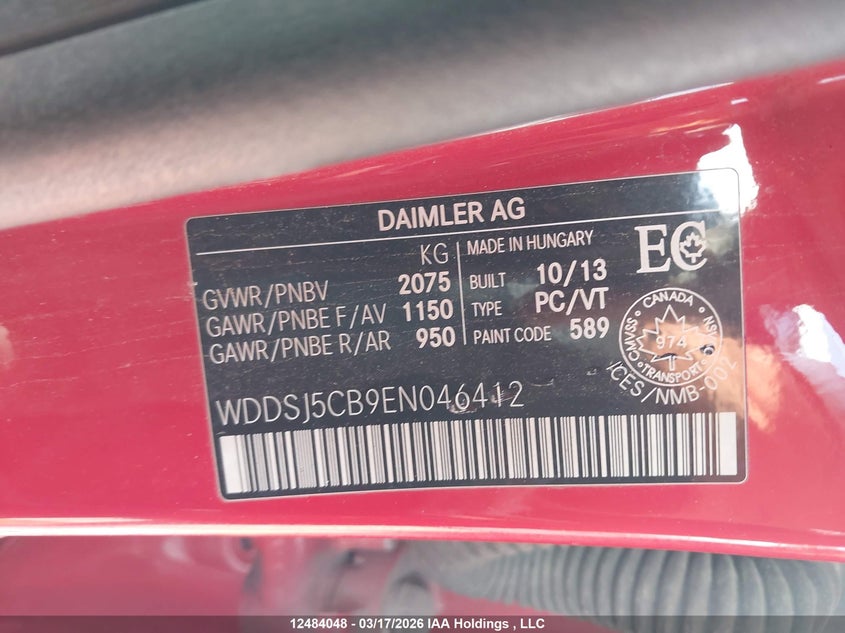 DAIMLER AG
KG
GVWR/PNBV 2075
GAWR/PNBE F/AV 1150
GAWR/PNBE R/AR 950
MADE IN HUNGARY
BUILT 10/13
TYPE PC/VT
PAINT CODE 589
EC
CANADA
CMVSS NSVAC
974
TRANSPORT
ICES/NMB-002
WDDSJ5CB9EN046412
12484048 - 03/17/2026 IAA Holdings , LLC